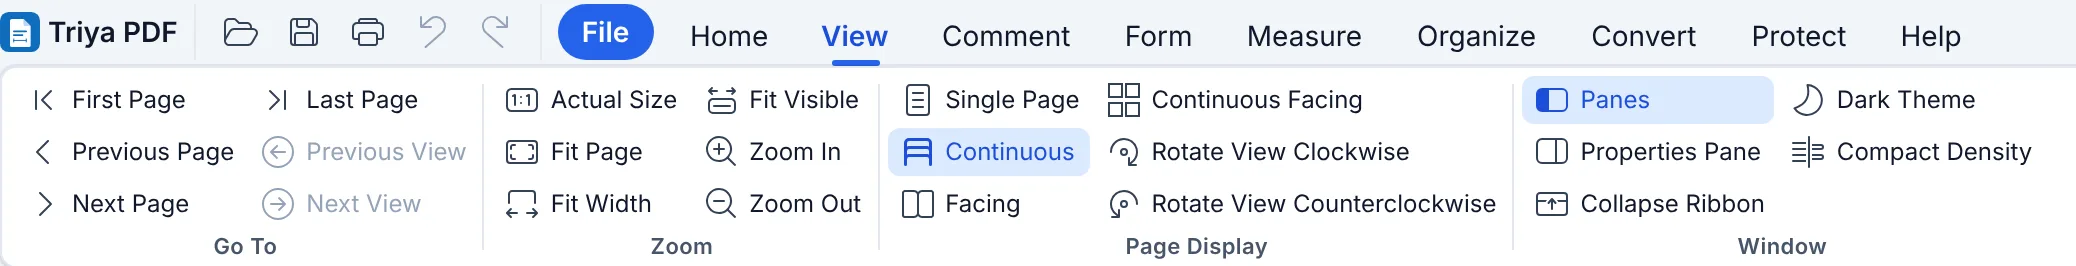 Triya PDF File Home View Comment Form Measure Organize Convert Protect Help
First Page Last Page Actual Size Fit Visible Single Page Continuous Facing Panes Dark Theme
Previous Page Previous View Fit Page Zoom In Continuous Rotate View Clockwise Properties Pane Compact Density
Next Page Next View Fit Width Zoom Out Facing Rotate View Counterclockwise Collapse Ribbon
Go To Zoom Page Display Window